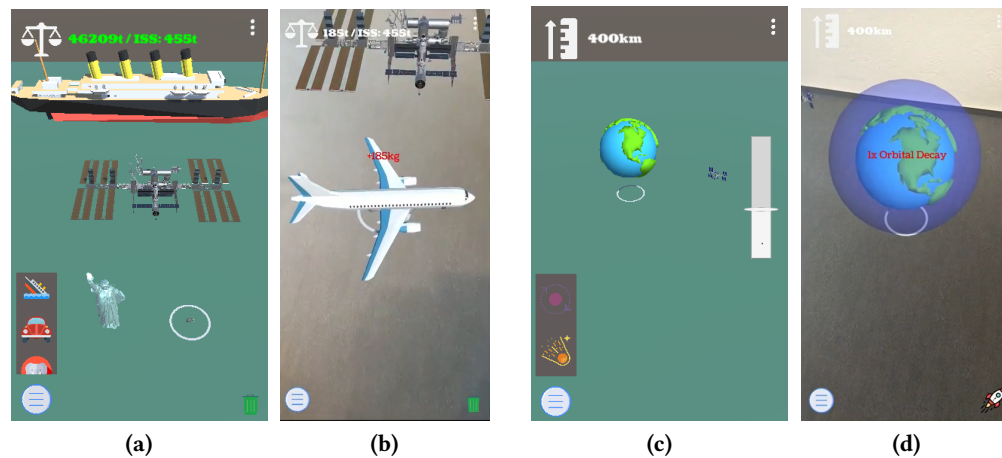 46209t / ISS: 455t
185t / ISS: 455t
+185kg
400km
400km
1x Orbital Decay
(a)
(b)
(c)
(d)